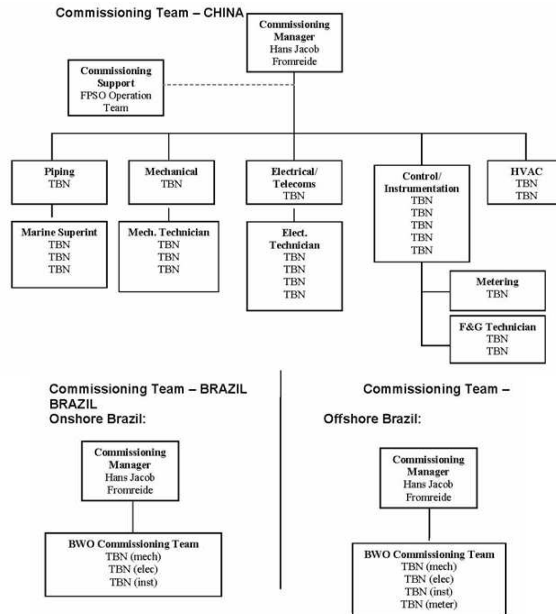 Commissioning Team – CHINA
Commissioning
Manager
Hans Jacob
Fromreide
Commissioning
Support
FPSO Operation
Team
Piping
TBN
Mechanical
TBN
Electrical/
Telecoms
TBN
Control/
Instrumentation
TBN
TBN
TBN
TBN
TBN
HVAC
TBN
TBN
Marine Superint
TBN
TBN
TBN
Mech. Technician
TBN
TBN
TBN
Elect.
Technician
TBN
TBN
TBN
TBN
Metering
TBN
F&G Technician
TBN
TBN
Commissioning Team – BRAZIL
BRAZIL
Onshore Brazil:
Commissioning
Manager
Hans Jacob
Fromreide
BWO Commissioning Team
TBN (mech)
TBN (elec)
TBN (inst)
Commissioning Team –
Offshore Brazil:
Commissioning
Manager
Hans Jacob
Fromreide
BWO Commissioning Team
TBN (mech)
TBN (elec)
TBN (inst)
TBN (meter)